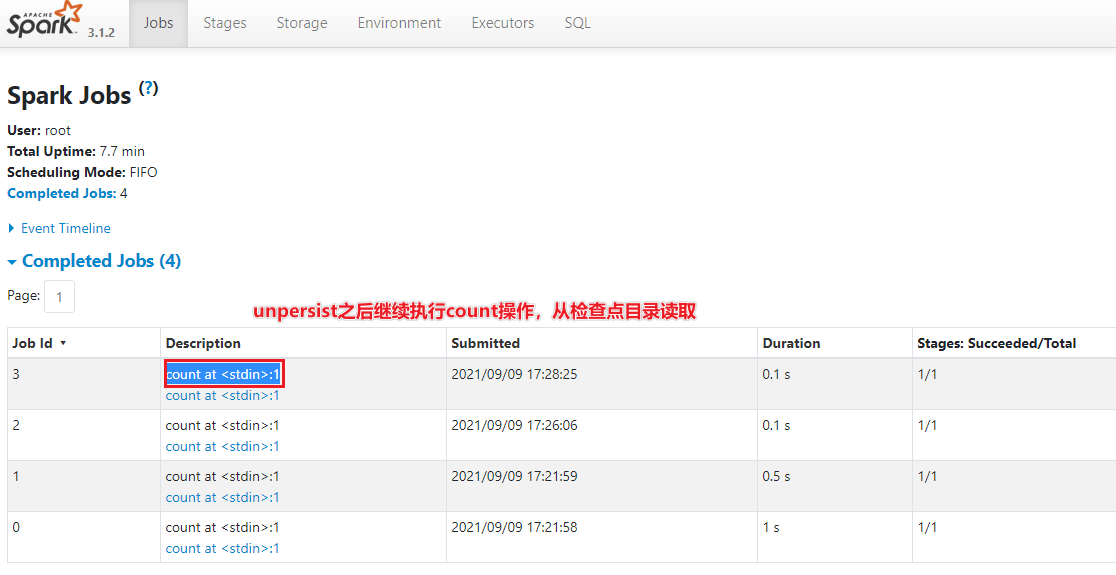 APACHE
Spark 3.1.2 Jobs Stages Storage Environment Executors SQL
Spark Jobs (?)
User: root
Total Uptime: 7.7 min
Scheduling Mode: FIFO
Completed Jobs: 4
Event Timeline
Completed Jobs (4)
Page: 1
unpersist之后继续执行count操作，从检查点目录读取
Job Id Description Submitted Duration Stages: Succeeded/Total
3 count at <stdin>:1 2021/09/09 17:28:25 0.1 s 1/1
count at <stdin>:1
2 count at <stdin>:1 2021/09/09 17:26:06 0.1 s 1/1
count at <stdin>:1
1 count at <stdin>:1 2021/09/09 17:21:59 0.5 s 1/1
count at <stdin>:1
0 count at <stdin>:1 2021/09/09 17:21:58 1 s 1/1
count at <stdin>:1